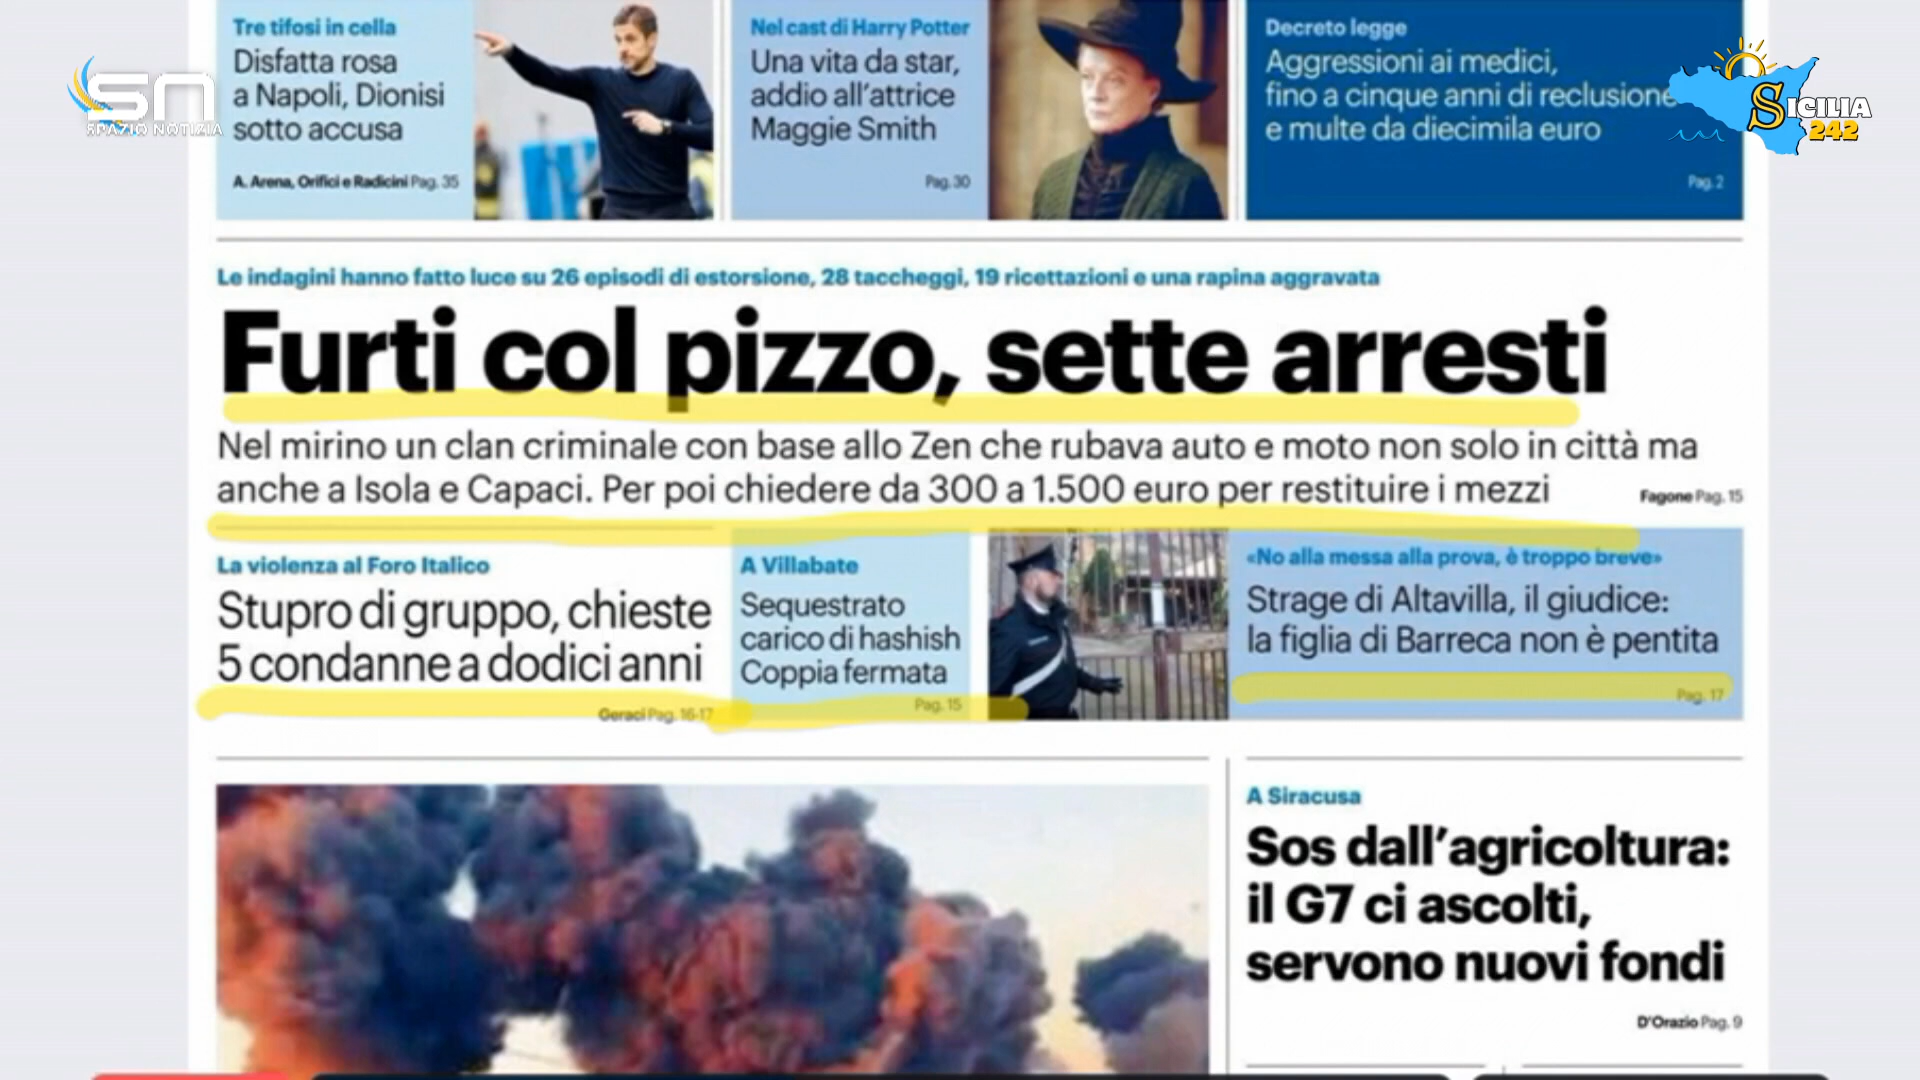 Tre tifosi in cella
Disfatta rosa
a Napoli, Dionisi
sotto accusa
A. Arena, Orifici e Radicini Pag. 35
Nel cast di Harry Potter
Una vita da star,
addio all'attrice
Maggie Smith
Pag. 30
Decreto legge
Aggressioni ai medici,
fino a cinque anni di reclusione
e multe da diecimila euro
Pag. 2
SN
SPAZIO NOTIZIA
SICILIA
242
Le indagini hanno fatto luce su 26 episodi di estorsione, 28 taccheggi, 19 ricettazioni e una rapina aggravata
Furti col pizzo, sette arresti
Nel mirino un clan criminale con base allo Zen che rubava auto e moto non solo in città ma
anche a Isola e Capaci. Per poi chiedere da 300 a 1.500 euro per restituire i mezzi
Fagone Pag. 15
La violenza al Foro Italico
Stupro di gruppo, chieste
5 condanne a dodici anni
Geraci Pag. 16-17
A Villabate
Sequestrato
carico di hashish
Coppia fermata
Pag. 15
«No alla messa alla prova, è troppo breve»
Strage di Altavilla, il giudice:
la figlia di Barreca non è pentita
Pag. 17
A Siracusa
Sos dall'agricoltura:
il G7 ci ascolti,
servono nuovi fondi
D'Orazio Pag. 9